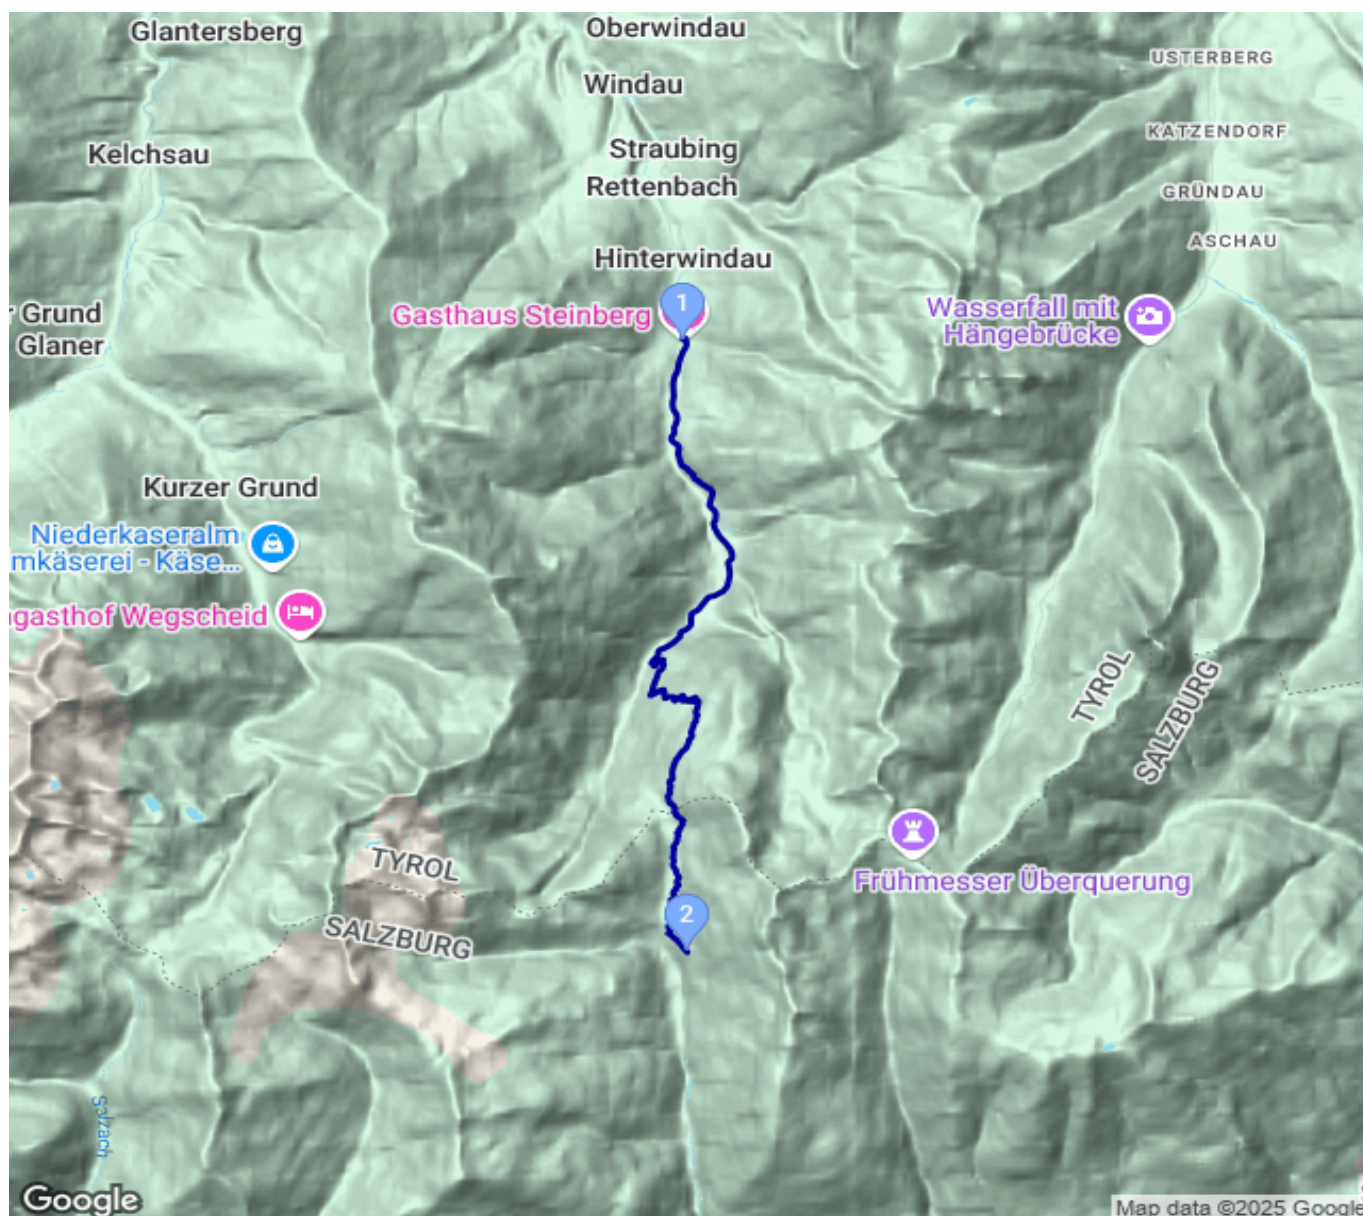 Glantersberg
Oberwindau
USTERBERG
Windau
KATZENDORF
Kelchsau
Straubing
Rettenbach
GRÜNDAU
ASCHAU
Hinterwindau
r Grund
Glaner
Gasthaus Steinberg
1
Wasserfall mit
Hängebrücke
Kurzer Grund
Niederkaseralm
mkäserei - Käse...
ngasthof Wegscheid
TYROL
SALZBURG
TYROL
SALZBURG
Frühmesser Überquerung
2
Salzach
Google
Map data ©2025 Google